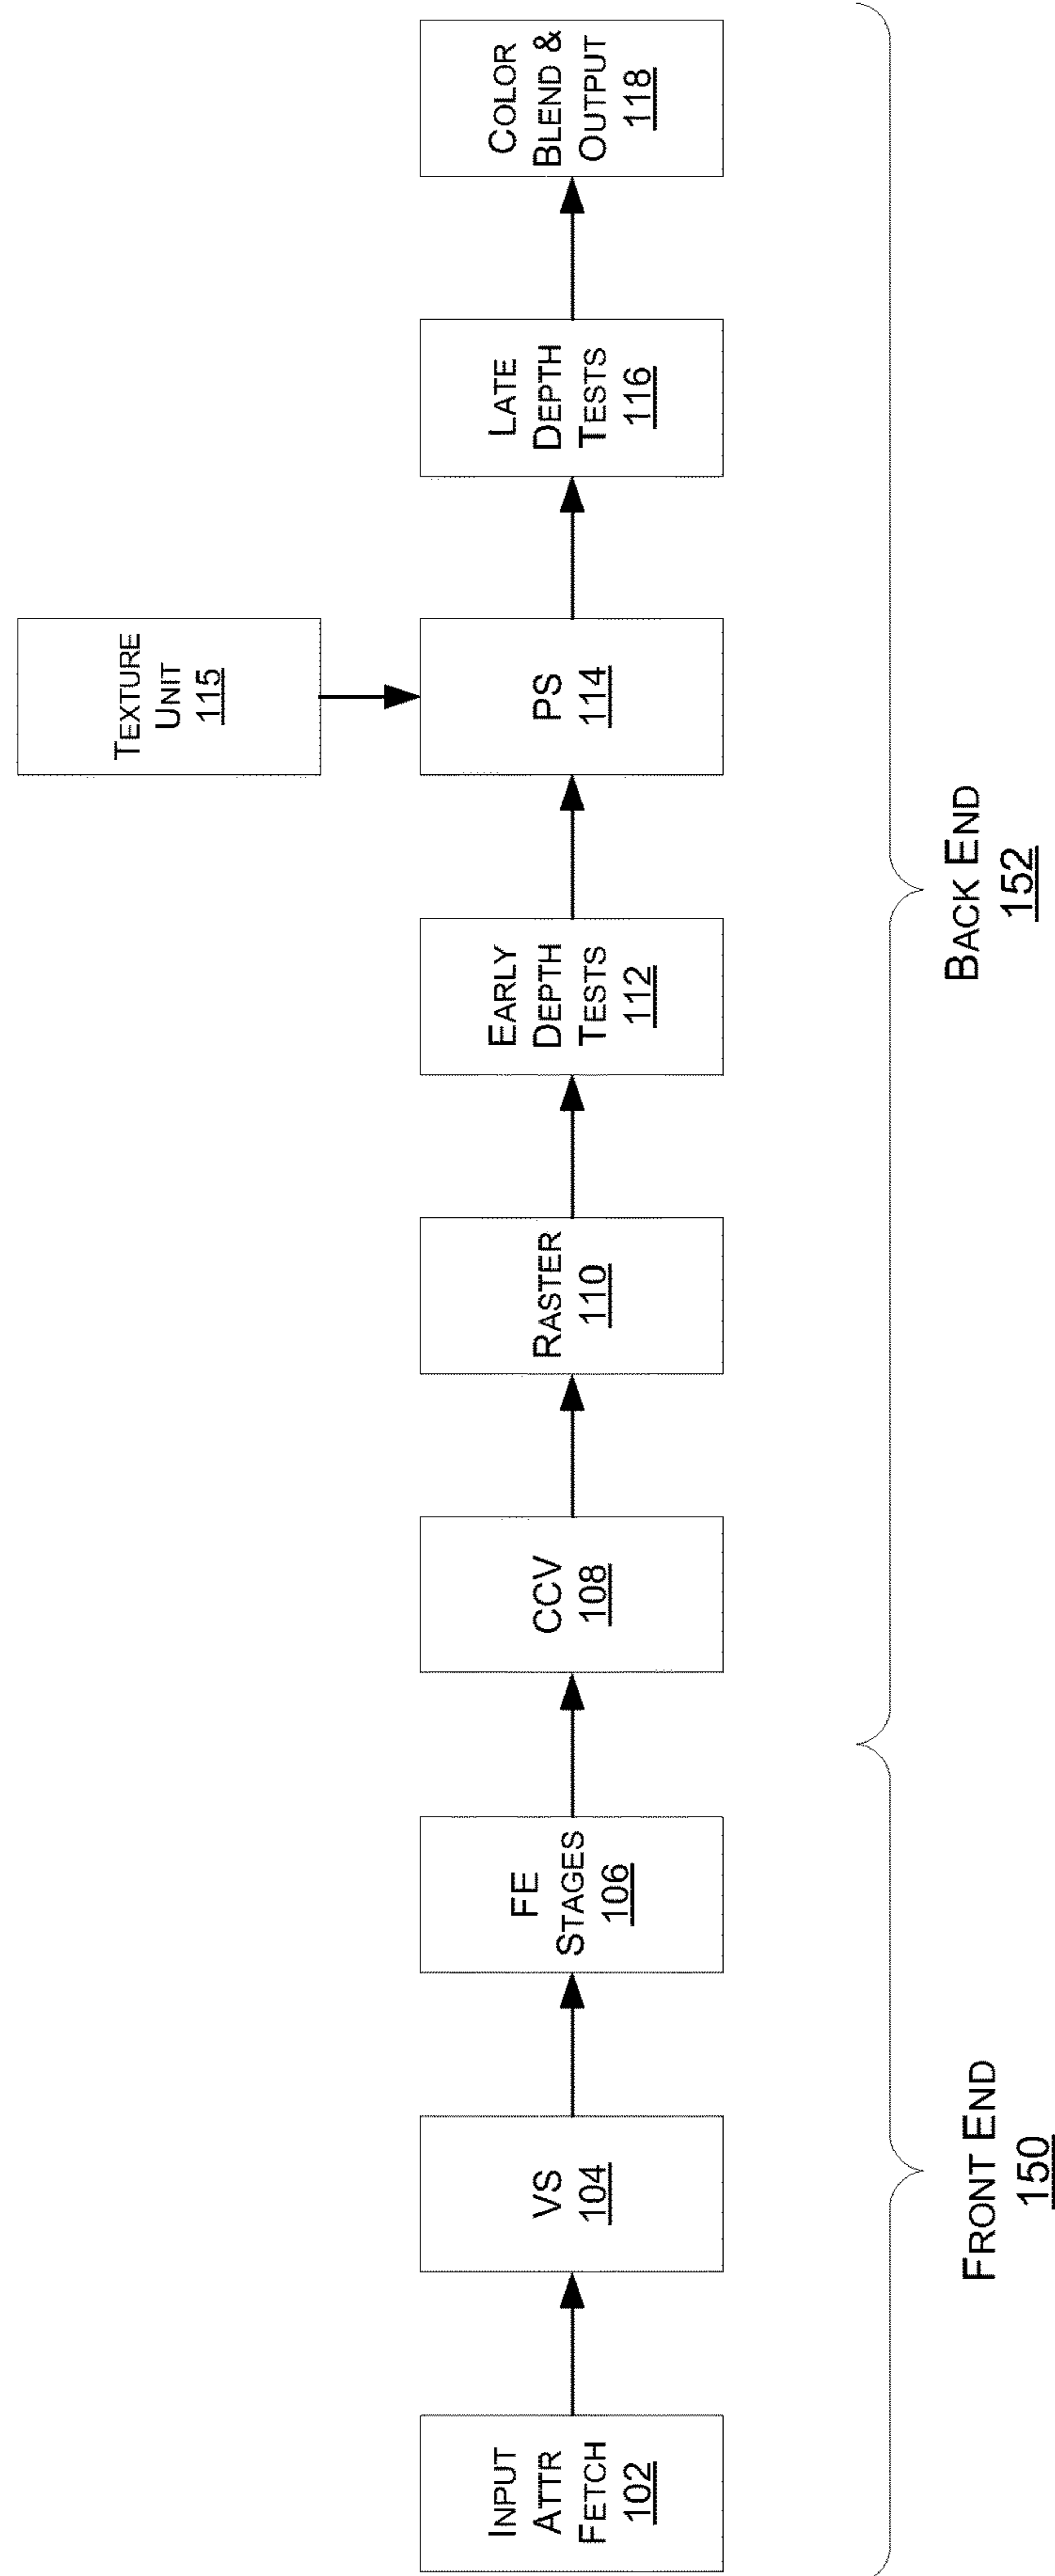 TEXTURE
UNIT
115
INPUT
ATTR
FETCH
102
VS
104
FE
STAGES
106
CCV
108
RASTER
110
EARLY
DEPTH
TESTS
112
PS
114
LATE
DEPTH
TESTS
116
COLOR
BLEND &
OUTPUT
118
FRONT END
150
BACK END
152